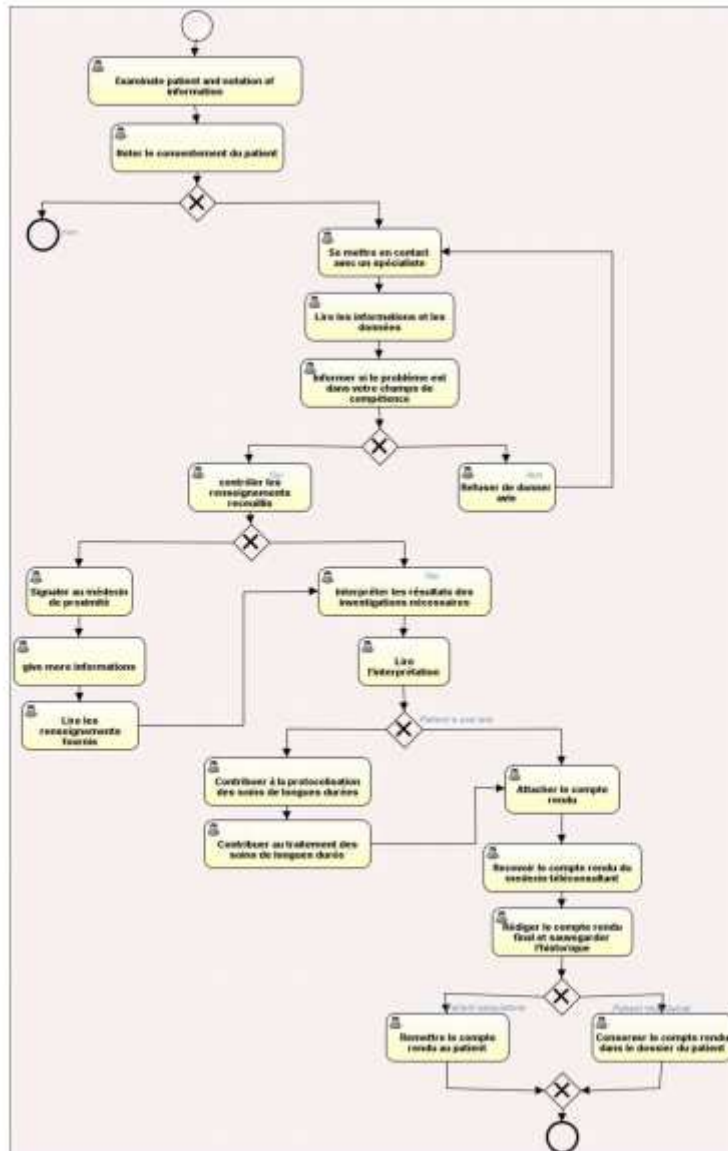 Examinate patient and notation of
information
Noter le consentement du patient
Se mettre en contact
avec un spécialiste
Lire les informations et les
données
Informer si le problème est
dans votre champs de
compétence
contrôler les
renseignements
recueillis
Refuser de donner
avis
Signaler au médecin
de proximité
Interpréter les résultats des
investigations nécessaires
give more informations
Lire
l'interprétation
Lire les
renseignements
fournis
Contribuer à la protocolisation
des soins de longues durées
Attacher le compte
rendu
Contribuer au traitement des
soins de longues duré
Recevoir le compte rendu du
médecin téléconsultant
Rédiger le compte rendu
final et sauvegarder
l'historique
Remettre le compte
rendu au patient
Conserver le compte rendu
dans le dossier du patient